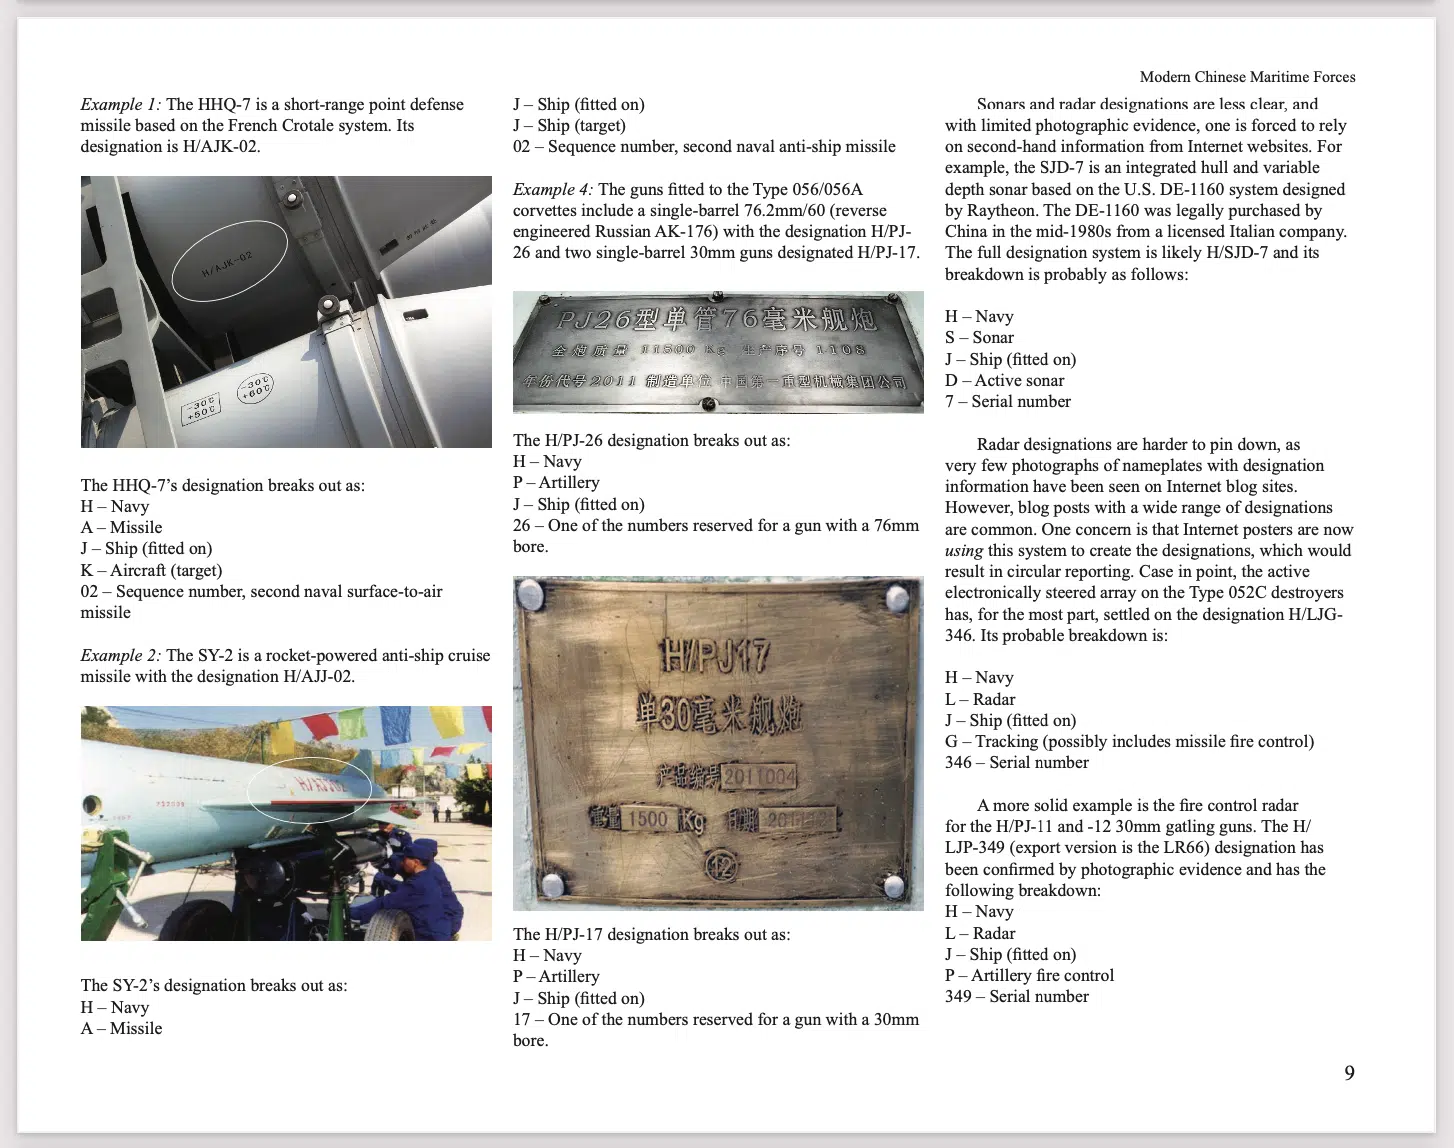 Modern Chinese Maritime Forces
Example 1: The HHQ-7 is a short-range point defense
missile based on the French Crotale system. Its
designation is H/AJK-02.
H/AJK-02
-30℃
+50℃
-30℃
+60℃
The HHQ-7’s designation breaks out as:
H – Navy
A – Missile
J – Ship (fitted on)
K – Aircraft (target)
02 – Sequence number, second naval surface-to-air
missile
Example 2: The SY-2 is a rocket-powered anti-ship cruise
missile with the designation H/AJJ-02.
The SY-2’s designation breaks out as:
H – Navy
A – Missile
J – Ship (fitted on)
J – Ship (target)
02 – Sequence number, second naval anti-ship missile
Example 4: The guns fitted to the Type 056/056A
corvettes include a single-barrel 76.2mm/60 (reverse
engineered Russian AK-176) with the designation H/PJ-
26 and two single-barrel 30mm guns designated H/PJ-17.
PJ26型单管76毫米舰炮
全炮质量 11500 Kg 生产序号 1108
年份代号2011 制造单位 中国第一重型机械集团公司
The H/PJ-26 designation breaks out as:
H – Navy
P – Artillery
J – Ship (fitted on)
26 – One of the numbers reserved for a gun with a 76mm
bore.
H/PJ17
单30毫米舰炮
产品编号 2011004
1500 Kg 日期
12
The H/PJ-17 designation breaks out as:
H – Navy
P – Artillery
J – Ship (fitted on)
17 – One of the numbers reserved for a gun with a 30mm
bore.
Sonars and radar designations are less clear, and
with limited photographic evidence, one is forced to rely
on second-hand information from Internet websites. For
example, the SJD-7 is an integrated hull and variable
depth sonar based on the U.S. DE-1160 system designed
by Raytheon. The DE-1160 was legally purchased by
China in the mid-1980s from a licensed Italian company.
The full designation system is likely H/SJD-7 and its
breakdown is probably as follows:
H – Navy
S – Sonar
J – Ship (fitted on)
D – Active sonar
7 – Serial number
Radar designations are harder to pin down, as
very few photographs of nameplates with designation
information have been seen on Internet blog sites.
However, blog posts with a wide range of designations
are common. One concern is that Internet posters are now
using this system to create the designations, which would
result in circular reporting. Case in point, the active
electronically steered array on the Type 052C destroyers
has, for the most part, settled on the designation H/LJG-
346. Its probable breakdown is:
H – Navy
L – Radar
J – Ship (fitted on)
G – Tracking (possibly includes missile fire control)
346 – Serial number
A more solid example is the fire control radar
for the H/PJ-11 and -12 30mm gatling guns. The H/
LJP-349 (export version is the LR66) designation has
been confirmed by photographic evidence and has the
following breakdown:
H – Navy
L – Radar
J – Ship (fitted on)
P – Artillery fire control
349 – Serial number
9